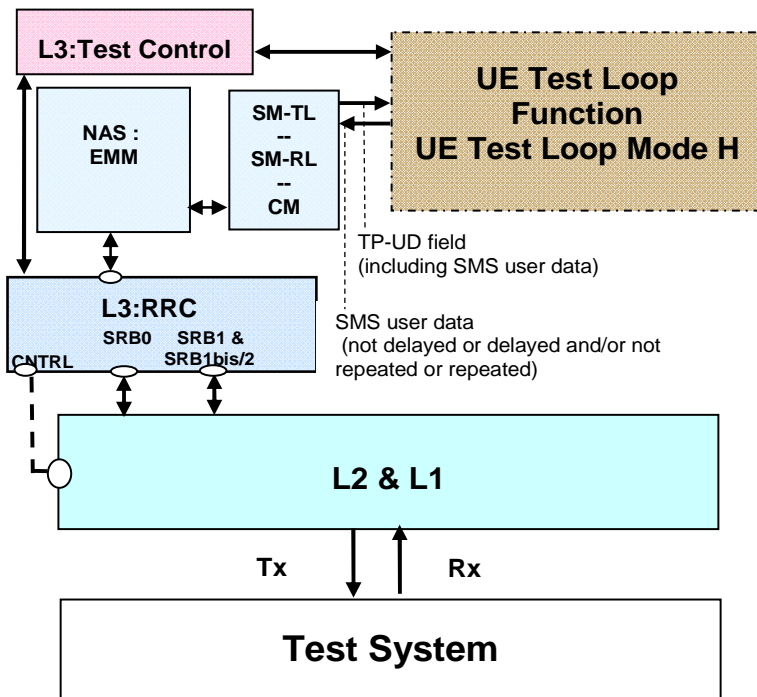 L3:Test Control
UE Test Loop
Function
UE Test Loop Mode H
NAS :
EMM
SM-TL
--
SM-RL
--
CM
TP-UD field
(including SMS user data)
SMS user data
(not delayed or delayed and/or not
repeated or repeated)
L3:RRC
SRB0
SRB1 &
SRB1bis/2
CNTRL
L2 & L1
Tx
Rx
Test System